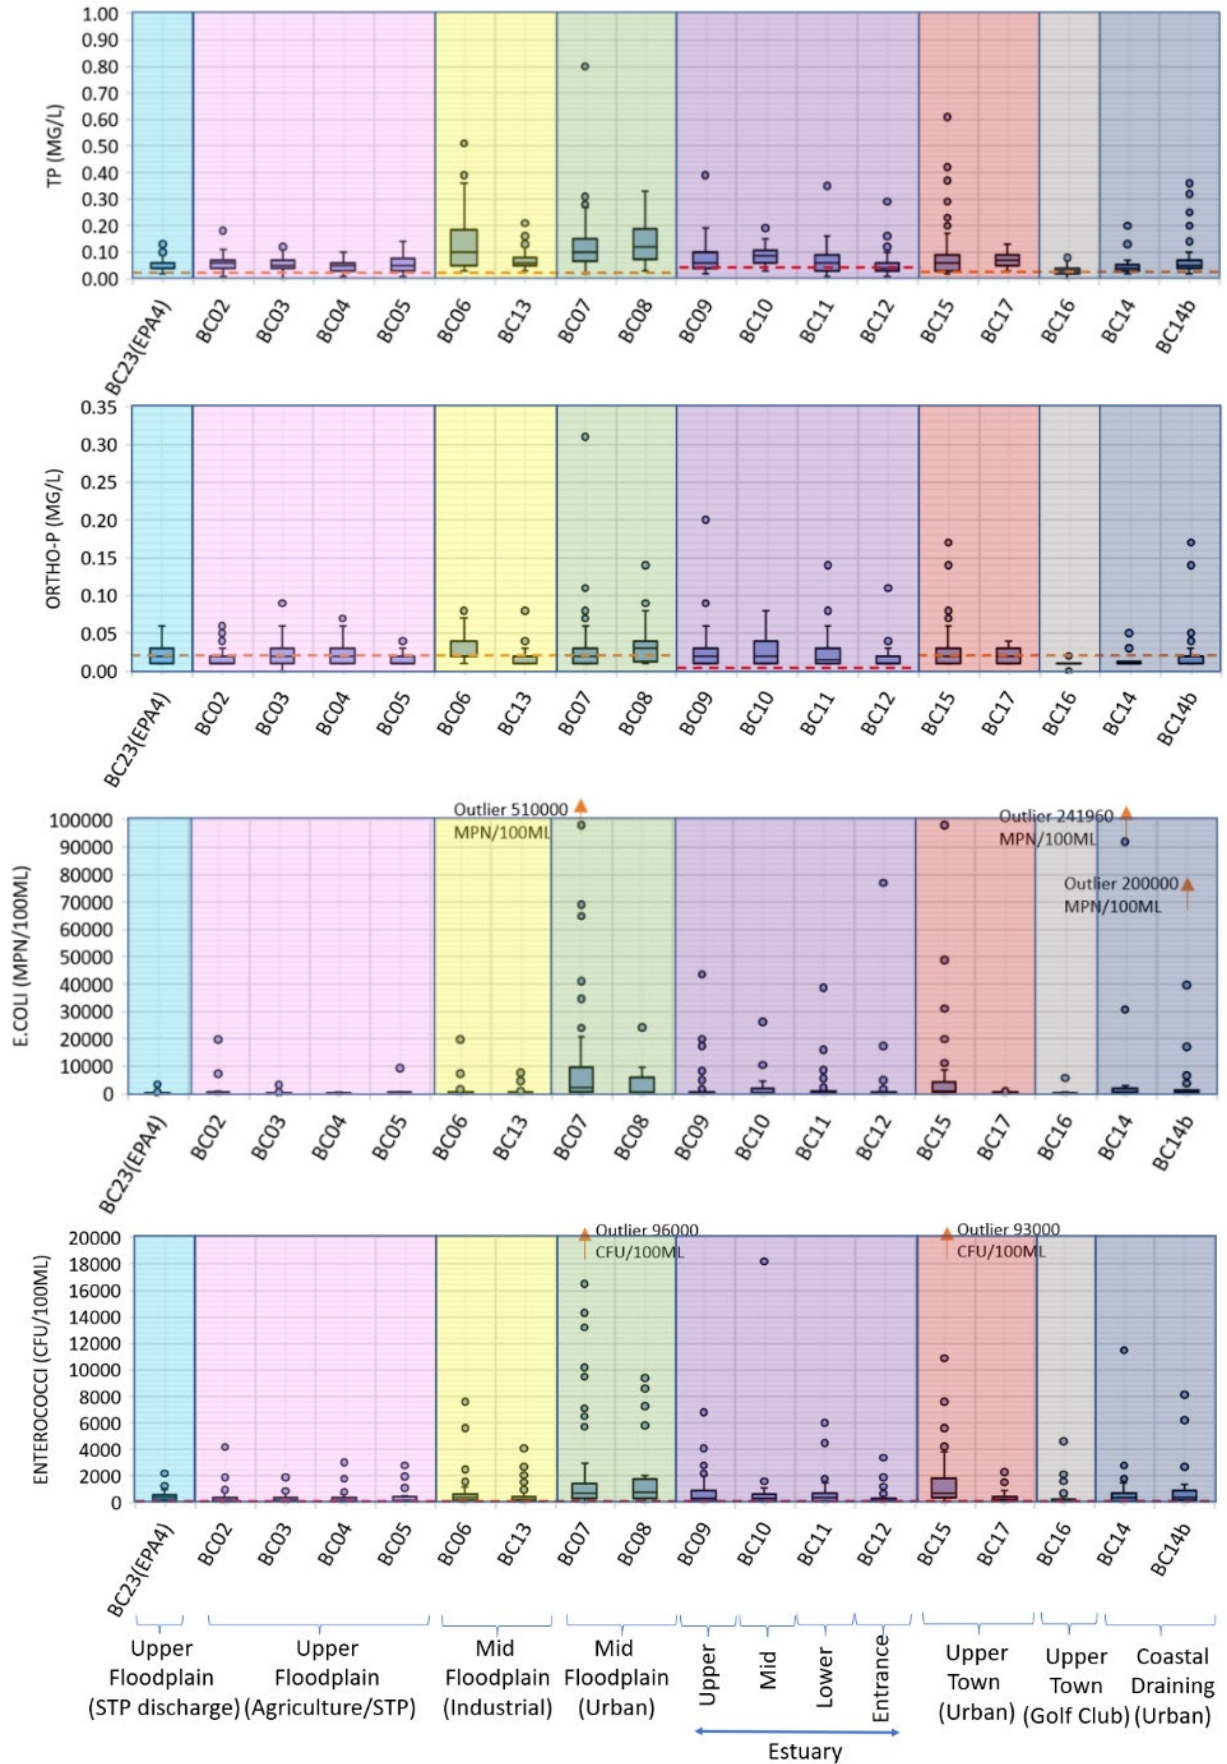 1.00
0.90
0.80
0.70
0.60
0.50
0.40
0.30
0.20
0.10
0.00
TP (MG/L)
BC23(EPA4)
BC02
BC03
BC04
BC05
BC06
BC13
BC07
BC08
BC09
BC10
BC11
BC12
BC15
BC17
BC16
BC14
BC14b
0.35
0.30
0.25
0.20
0.15
0.10
0.05
0.00
ORTHO-P (MG/L)
BC23(EPA4)
BC02
BC03
BC04
BC05
BC06
BC13
BC07
BC08
BC09
BC10
BC11
BC12
BC15
BC17
BC16
BC14
BC14b
Outlier 510000
MPN/100ML
Outlier 241960
MPN/100ML
Outlier 200000
MPN/100ML
100000
90000
80000
70000
60000
50000
40000
30000
20000
10000
0
E.COLI (MPN/100ML)
BC23(EPA4)
BC02
BC03
BC04
BC05
BC06
BC13
BC07
BC08
BC09
BC10
BC11
BC12
BC15
BC17
BC16
BC14
BC14b
Outlier 96000
CFU/100ML
Outlier 93000
CFU/100ML
20000
18000
16000
14000
12000
10000
8000
6000
4000
2000
0
ENTEROCOCCI (CFU/100ML)
BC23(EPA4)
BC02
BC03
BC04
BC05
BC06
BC13
BC07
BC08
BC09
BC10
BC11
BC12
BC15
BC17
BC16
BC14
BC14b
Upper
Floodplain
(STP discharge)
Upper
Floodplain
(Agriculture/STP)
Mid
Floodplain
(Industrial)
Mid
Floodplain
(Urban)
Upper
Mid
Lower
Entrance
Estuary
Upper
Town
(Urban)
Upper
Town
(Golf Club)
Coastal
Draining
(Urban)